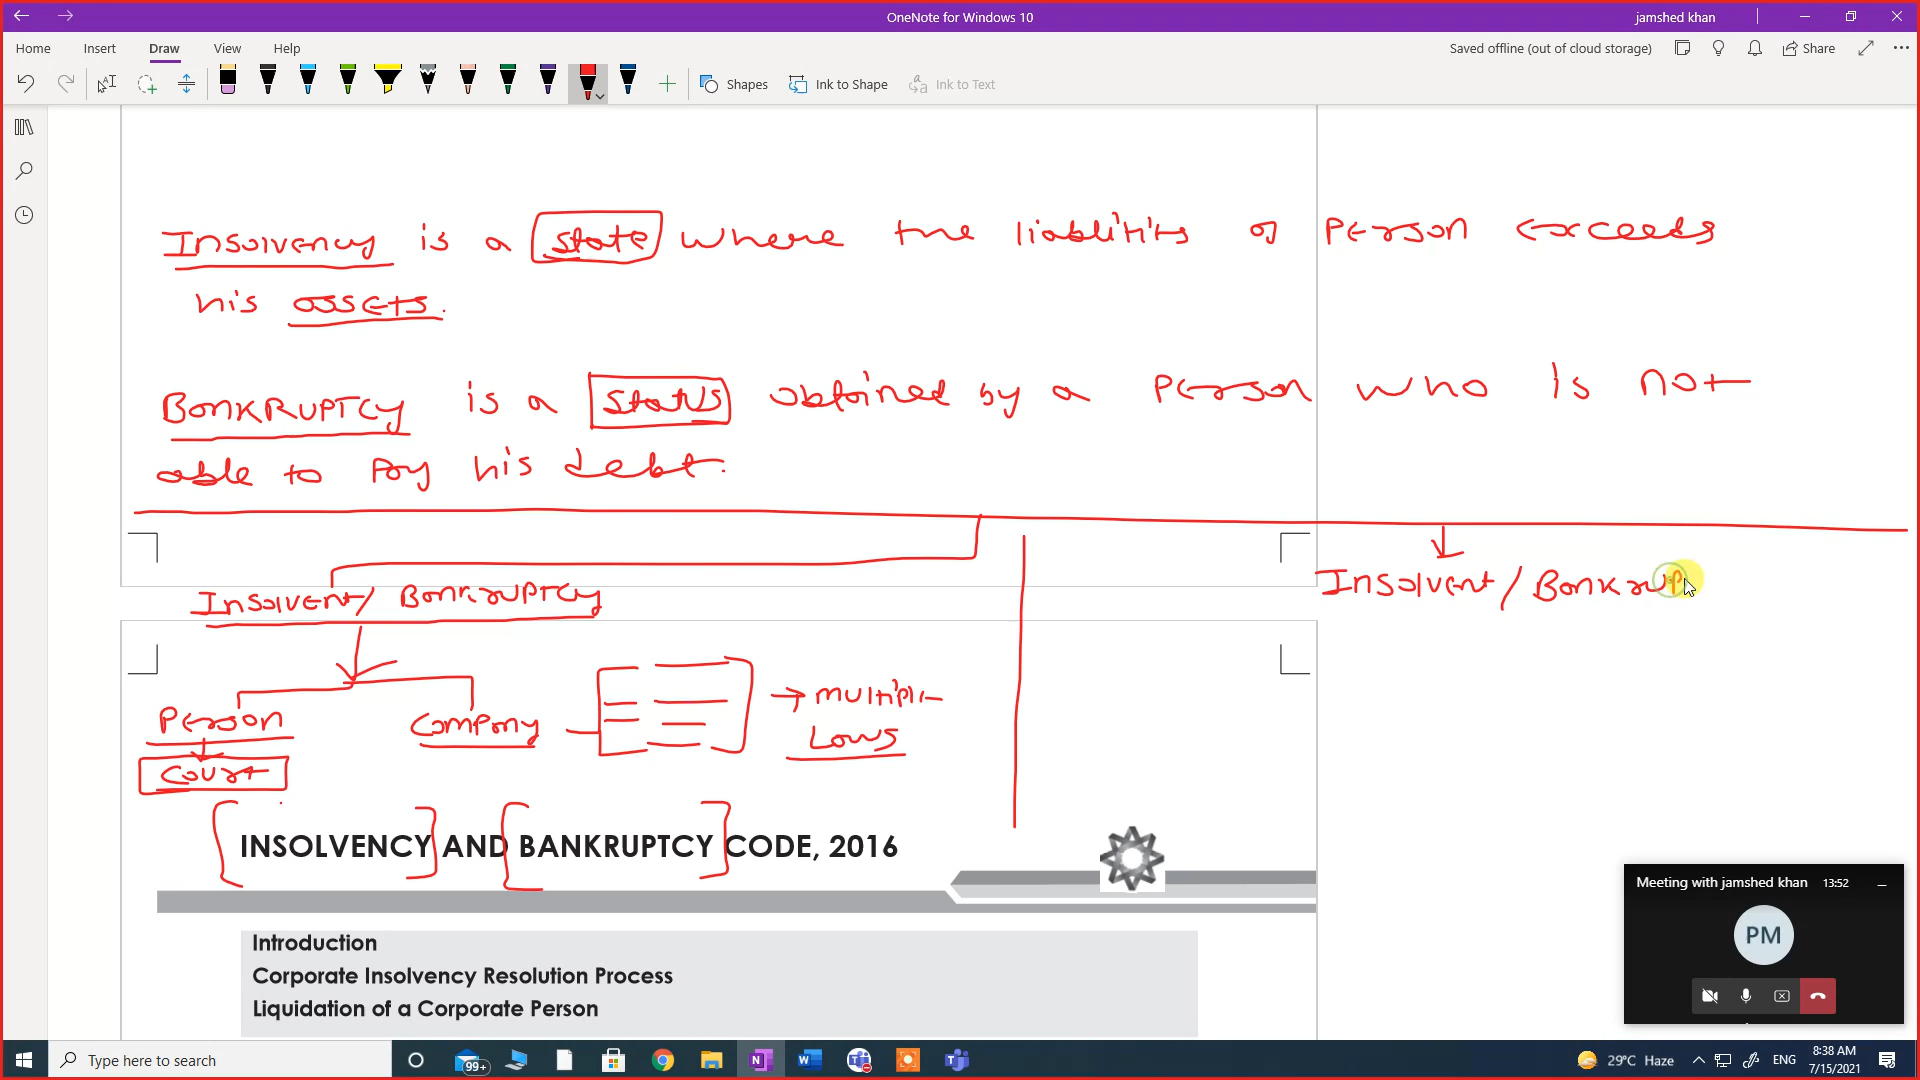 OneNote for Windows 10
jamshed khan
Home Insert Draw View Help
Saved offline (out of cloud storage)
Share
Shapes
Ink to Shape
Ink to Text
Insolvency is a state where the liablitits of Person exceeds
his assets.
BANKRUPTCY is a status obtained by a Person who is not
able to Pay his debt.
Insolvent/ BankruPtcy
Insolvent / BankruP
Person
Company
→ multiple
Laws
Court
INSOLVENCY AND BANKRUPTCY CODE, 2016
Introduction
Corporate Insolvency Resolution Process
Liquidation of a Corporate Person
Meeting with jamshed khan 13:52
PM
Type here to search
99+
29°C Haze
ENG
8:38 AM
7/15/2021